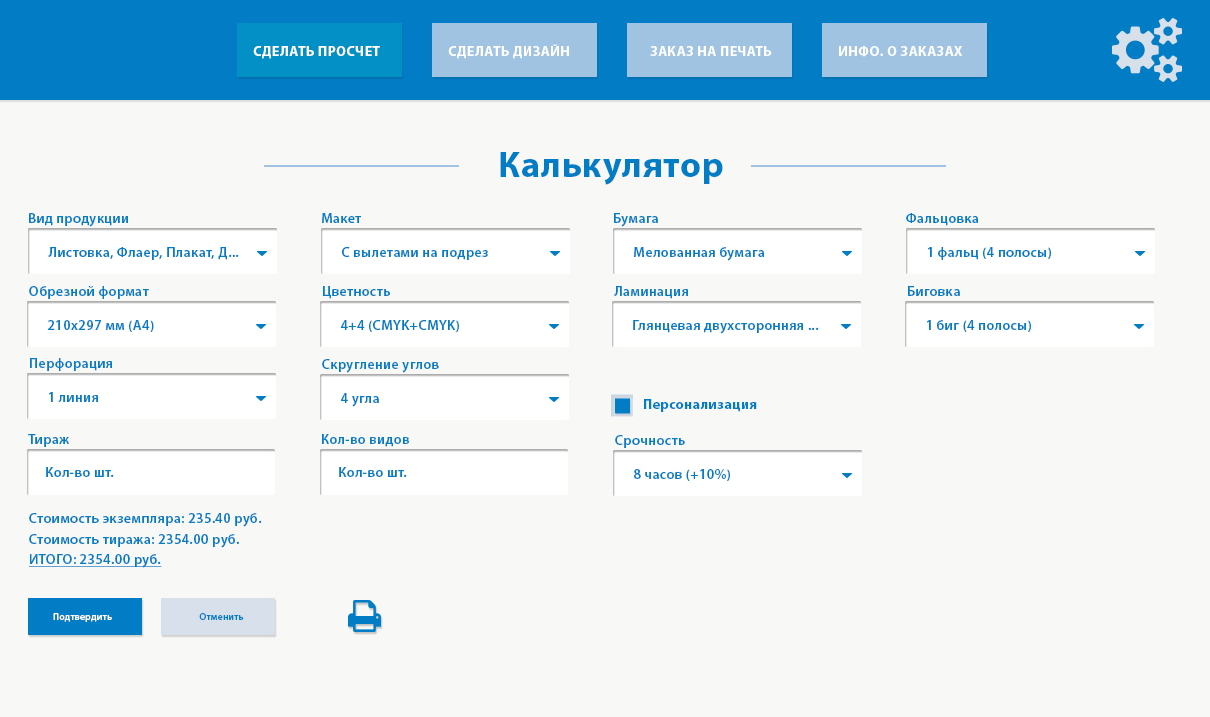 СДЕЛАТЬ ПРОСЧЕТ
СДЕЛАТЬ ДИЗАЙН
ЗАКАЗ НА ПЕЧАТЬ
ИНФО. О ЗАКАЗАХ
Калькулятор
Вид продукции
Макет
Бумага
Фальцовка
Листовка, Флаер, Плакат, Д...
С вылетами на подрез
Мелованная бумага
1 фальц (4 полосы)
Обрезной формат
Цветность
Ламинация
Биговка
210x297 мм (А4)
4+4 (CMYK+CMYK)
Глянцевая двухсторонняя ...
1 биг (4 полосы)
Перфорация
Скругление углов
1 линия
4 угла
Персонализация
Тираж
Кол-во видов
Срочность
Кол-во шт.
Кол-во шт.
8 часов (+10%)
Стоимость экземпляра: 235.40 руб.
Стоимость тиража: 2354.00 руб.
ИТОГО: 2354.00 руб.
Подтвердить
Отменить